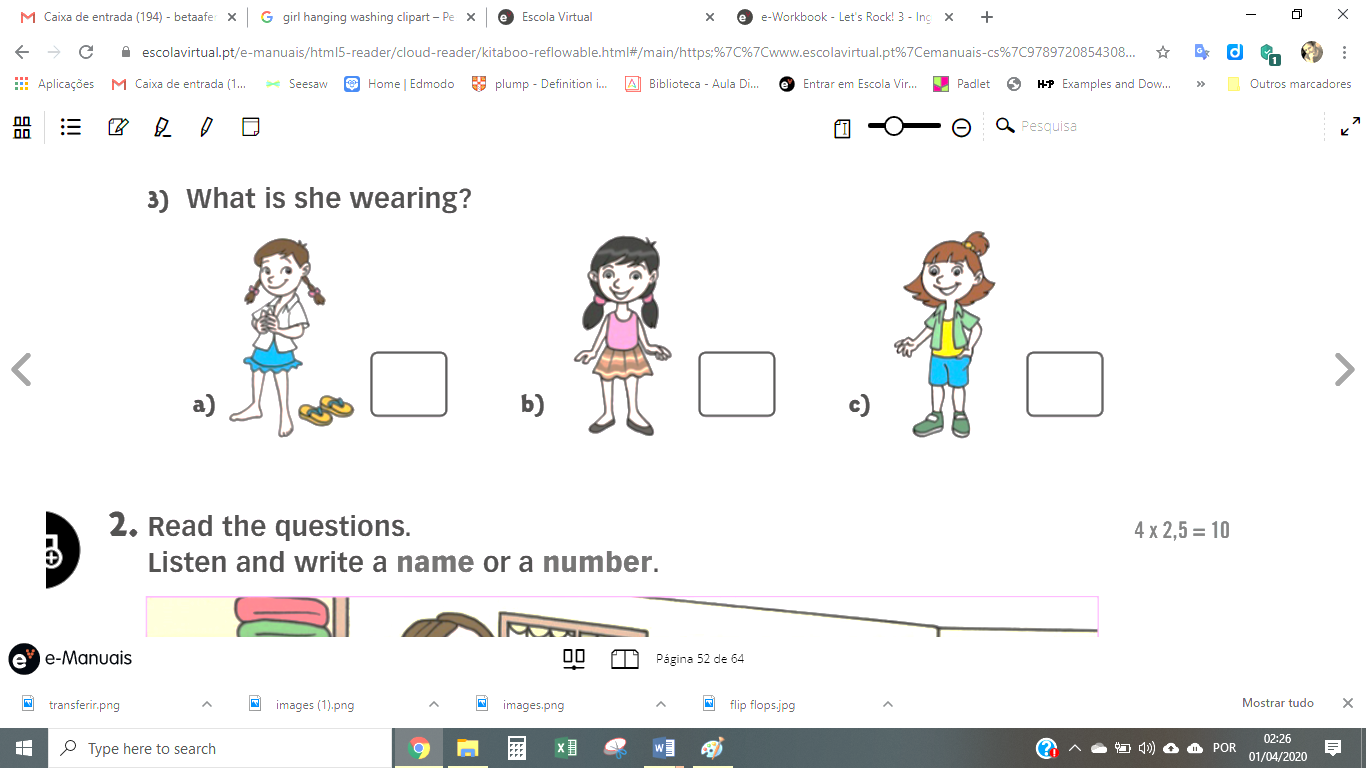 Caixa de entrada (194) - betaafer
girl hanging washing clipart – Pe
Escola Virtual
e-Workbook - Let's Rock! 3 - Ing
escolavirtual.pt/e-manuais/html5-reader/cloud-reader/kitaboo-reflowable.html#/main/https;%7C%7Cwww.escolavirtual.pt%7Cemanuais-cs%7C9789720854308...
Aplicações
Caixa de entrada (1...
Seesaw
Home | Edmodo
plump - Definition i...
Biblioteca - Aula Di...
Entrar em Escola Vir...
Padlet
H-P Examples and Dow...
»
Outros marcadores
Pesquisa
3) What is she wearing?
a)
b)
c)
2. Read the questions.
4 x 2,5 = 10
Listen and write a name or a number.
e-Manuais
Página 52 de 64
transferir.png
images (1).png
images.png
flip flops.jpg
Mostrar tudo
Type here to search
POR
02:26
01/04/2020